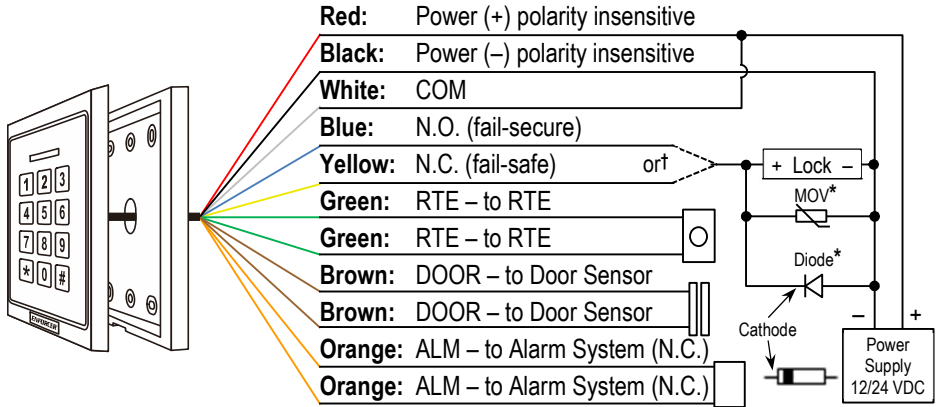 Red: Power (+) polarity insensitive
Black: Power (–) polarity insensitive
White: COM
Blue: N.O. (fail-secure)
Yellow: N.C. (fail-safe) or†
Green: RTE – to RTE
Green: RTE – to RTE
Brown: DOOR – to Door Sensor
Brown: DOOR – to Door Sensor
Orange: ALM – to Alarm System (N.C.)
Orange: ALM – to Alarm System (N.C.)
1 2 3
4 5 6
7 8 9
* 0 #
ENFORCER
+ Lock –
MOV*
Diode*
Cathode
– +
Power
Supply
12/24 VDC